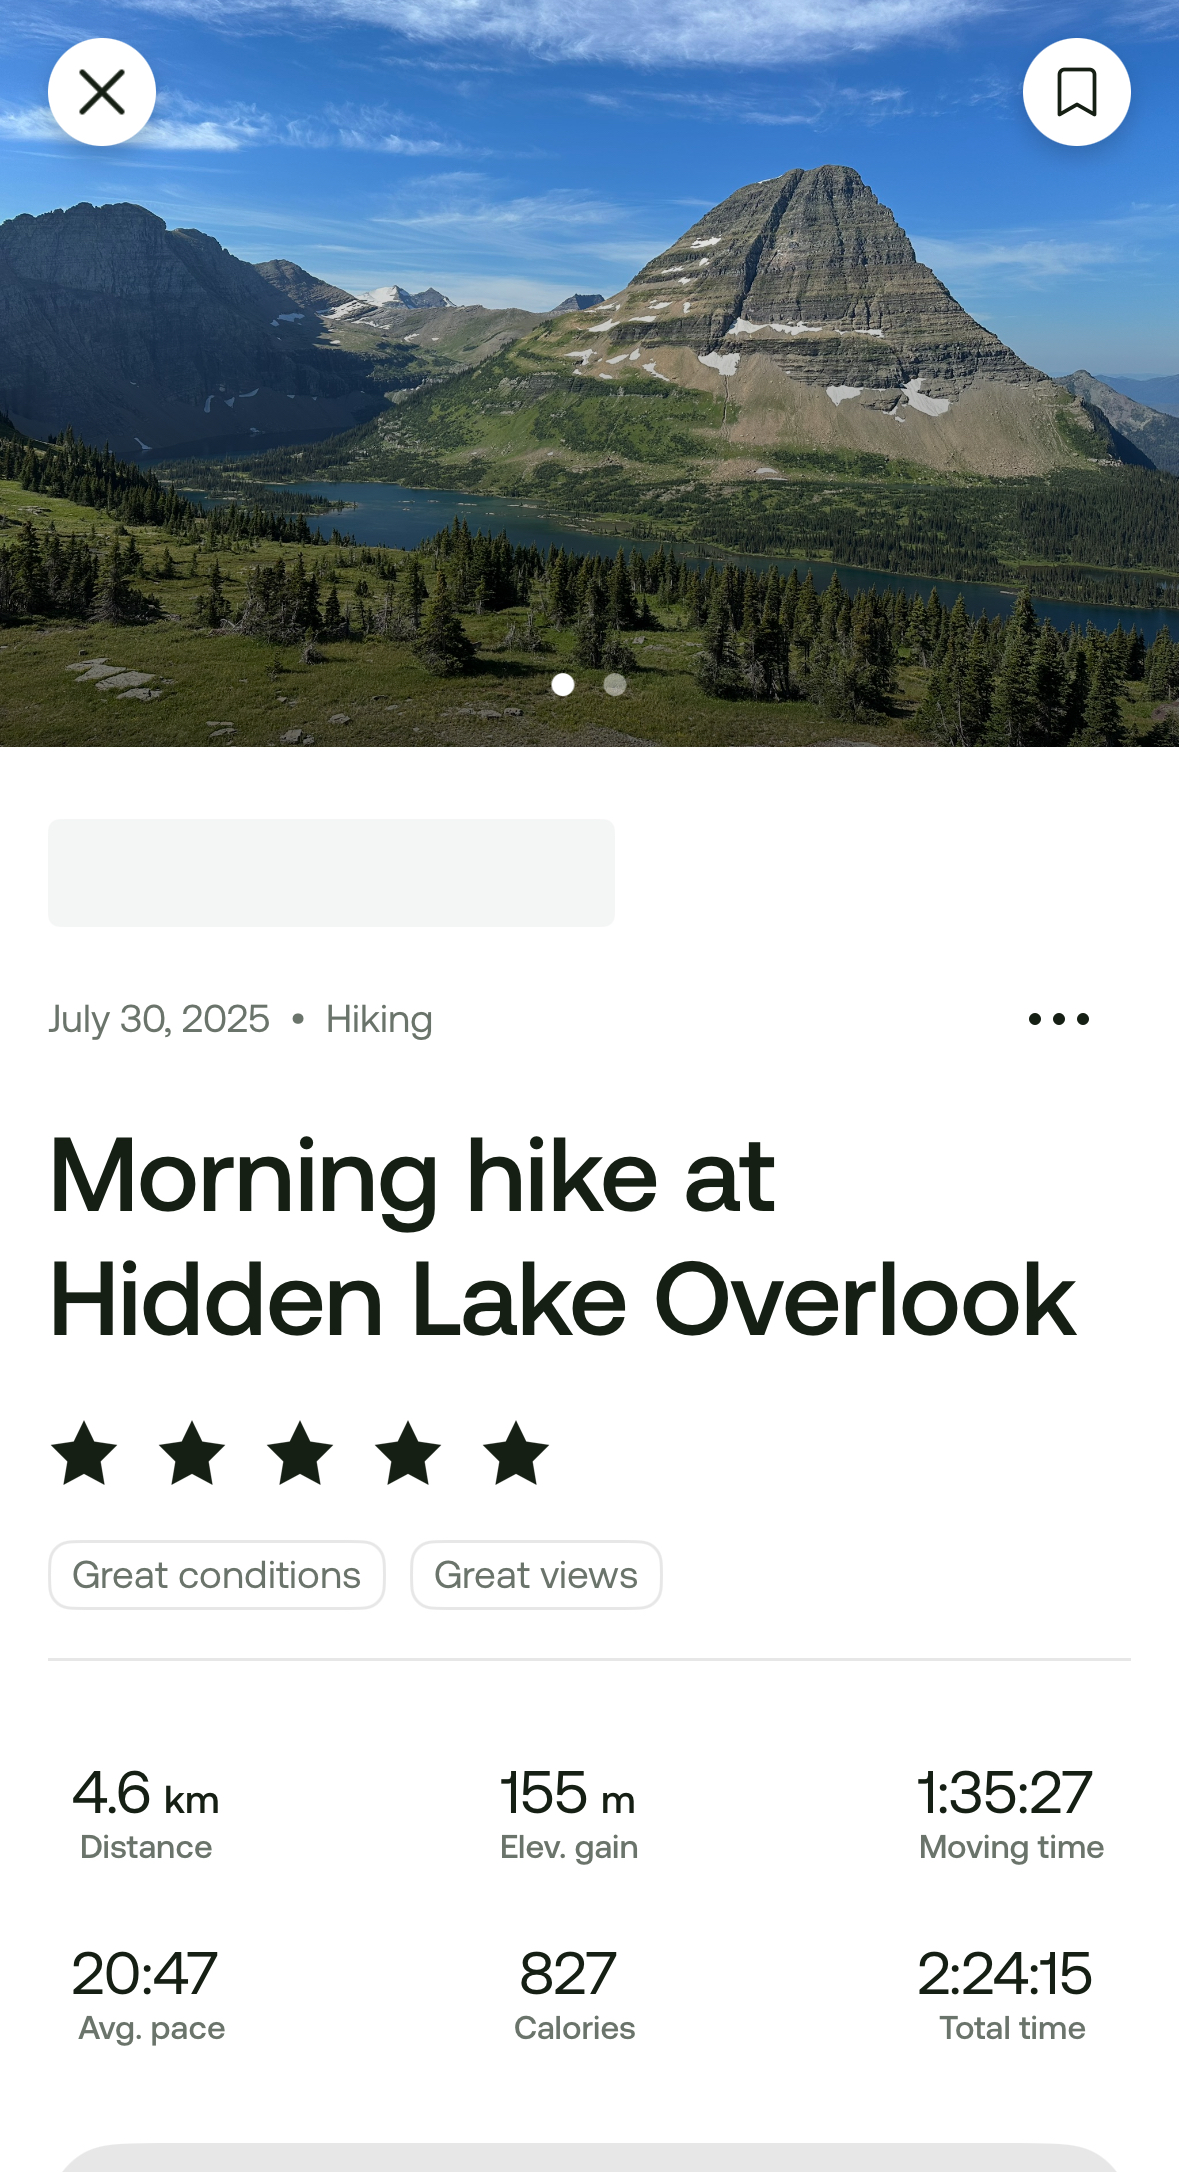 July 30, 2025 • Hiking
Morning hike at
Hidden Lake Overlook
Great conditions Great views
4.6 km 155 m 1:35:27
Distance Elev. gain Moving time
20:47 827 2:24:15
Avg. pace Calories Total time